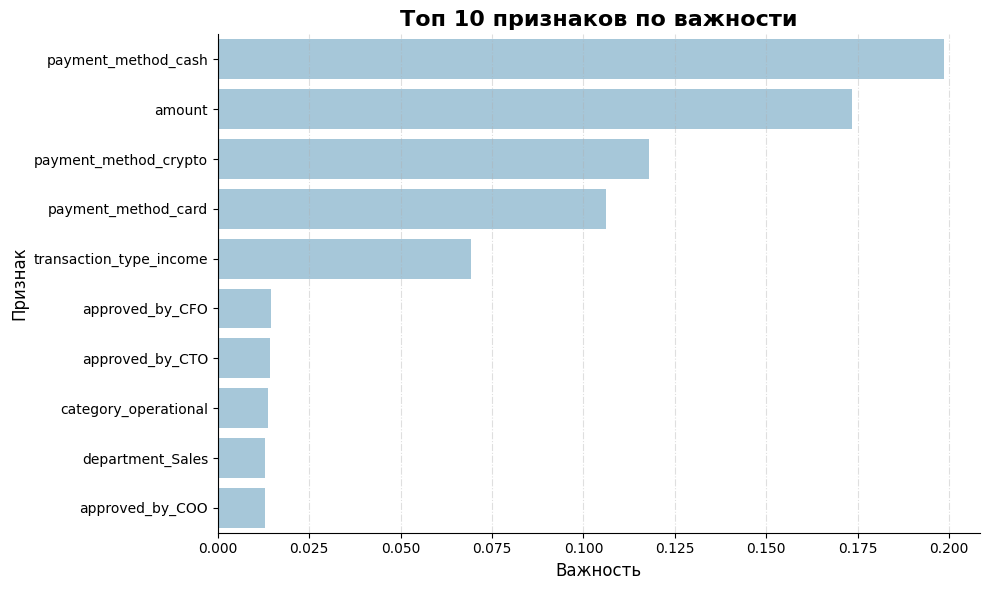 Топ 10 признаков по важности
Признак
payment_method_cash
amount
payment_method_crypto
payment_method_card
transaction_type_income
approved_by_CFO
approved_by_CTO
category_operational
department_Sales
approved_by_COO
0.000 0.025 0.050 0.075 0.100 0.125 0.150 0.175 0.200
Важность